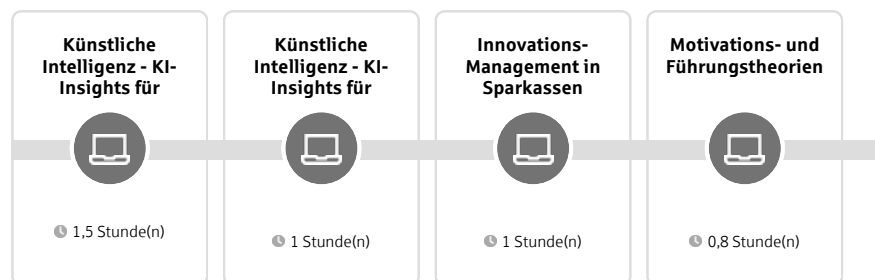 Künstliche
Intelligenz - KI-
Insights für
1,5 Stunde(n)
Künstliche
Intelligenz - KI-
Insights für
1 Stunde(n)
Innovations-
Management in
Sparkassen
1 Stunde(n)
Motivations- und
Führungstheorien
0,8 Stunde(n)